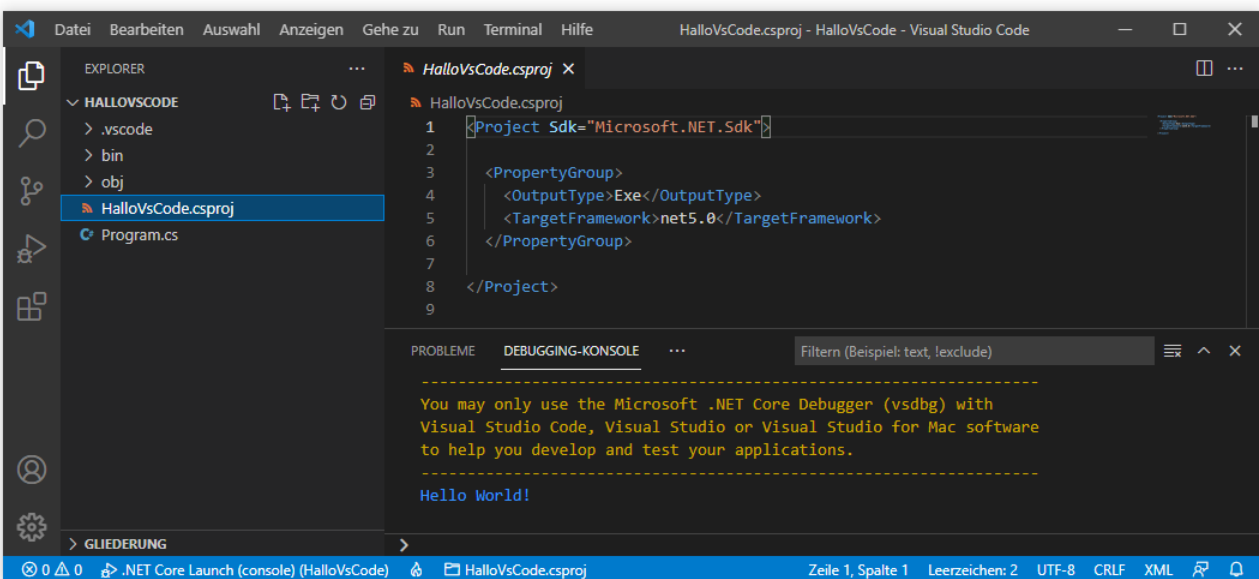 Datei Bearbeiten Auswahl Anzeigen Gehe zu Run Terminal Hilfe HalloVsCode.csproj - HalloVsCode - Visual Studio Code
EXPLORER
HALLOVSCODE
.vscode
bin
obj
HalloVsCode.csproj
Program.cs
GLIEDERUNG
HalloVsCode.csproj
HalloVsCode.csproj
1 <Project Sdk="Microsoft.NET.Sdk">
2
3 <PropertyGroup>
4 <OutputType>Exe</OutputType>
5 <TargetFramework>net5.0</TargetFramework>
6 </PropertyGroup>
7
8 </Project>
9
PROBLEME DEBUGGING-KONSOLE ··· Filtern (Beispiel: text, !exclude)
-------------------------------------------------------------------
You may only use the Microsoft .NET Core Debugger (vsdbg) with
Visual Studio Code, Visual Studio or Visual Studio for Mac software
to help you develop and test your applications.
-------------------------------------------------------------------
Hello World!
>
0 0 .NET Core Launch (console) (HalloVsCode) HalloVsCode.csproj Zeile 1, Spalte 1 Leerzeichen: 2 UTF-8 CRLF XML